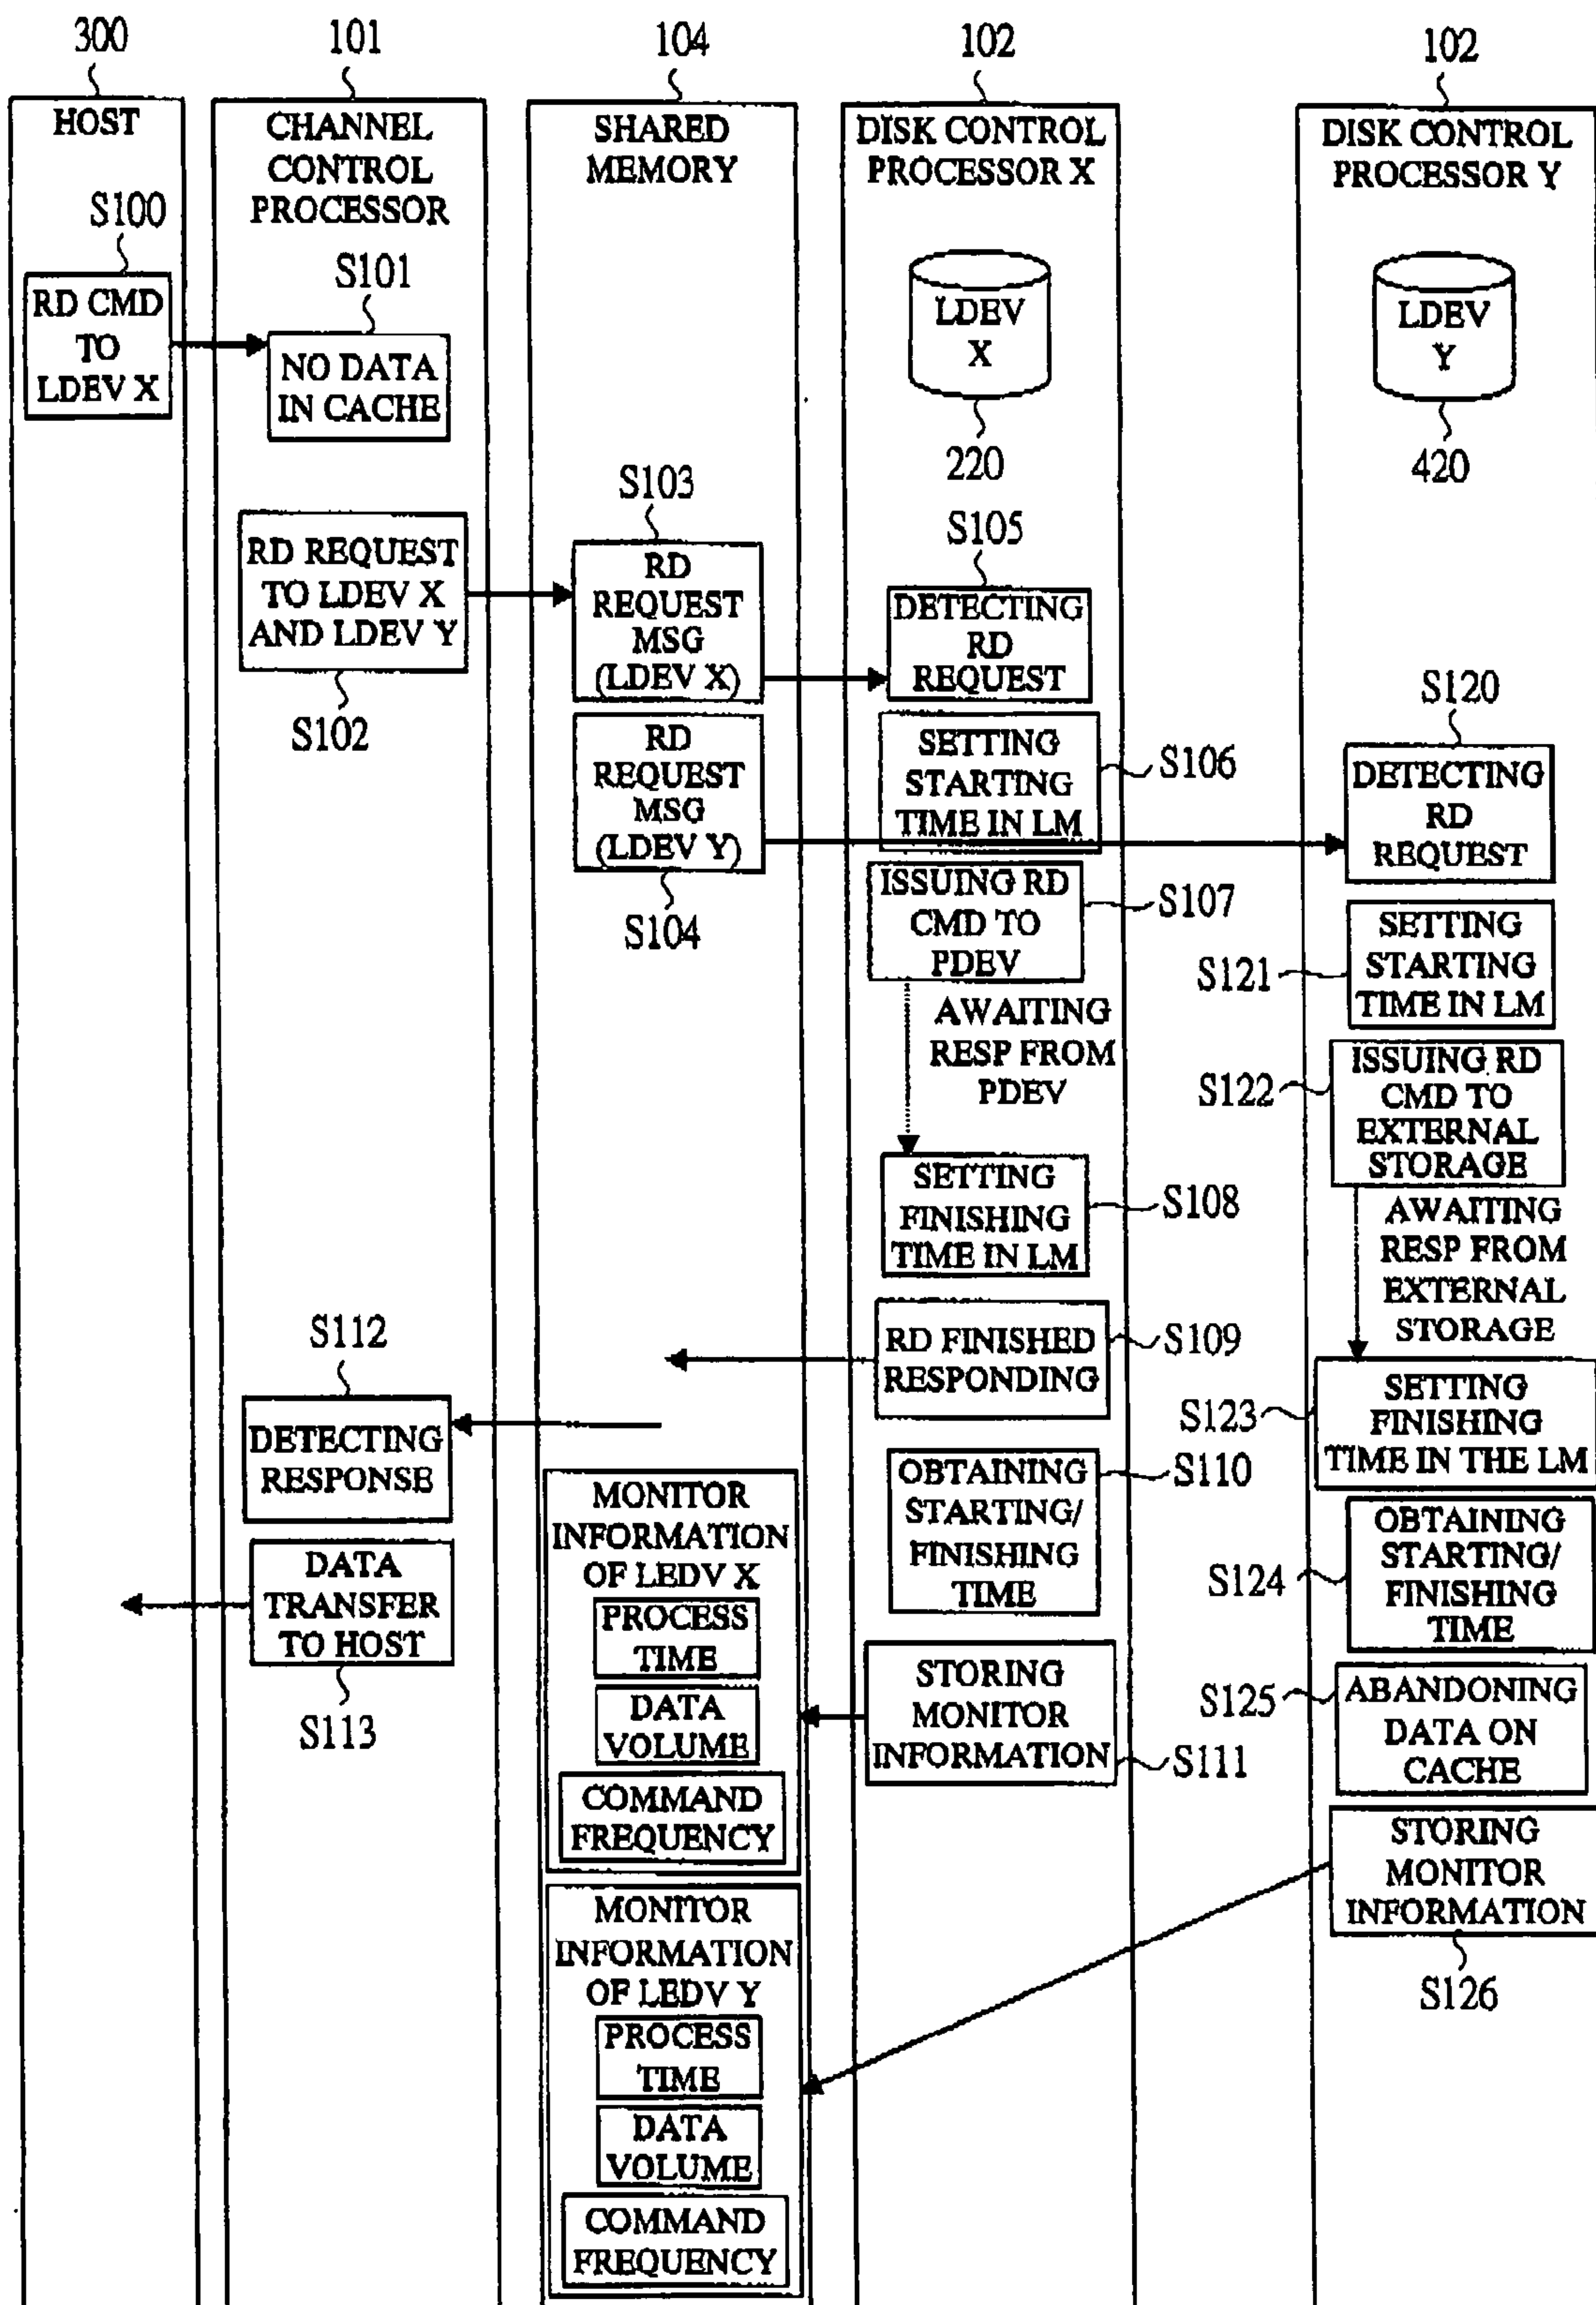 300
101
104
102
102
HOST
CHANNEL
CONTROL
PROCESSOR
SHARED
MEMORY
DISK CONTROL
PROCESSOR X
DISK CONTROL
PROCESSOR Y
S100
RD CMD
TO
LDEV X
S101
NO DATA
IN CACHE
LDEV
X
220
LDEV
Y
420
RD REQUEST
TO LDEV X
AND LDEV Y
S102
S103
RD
REQUEST
MSG
(LDEV X)
RD
REQUEST
MSG
(LDEV Y)
S104
S105
DETECTING
RD
REQUEST
SETTING
STARTING
TIME IN LM
S106
ISSUING RD
CMD TO
PDEV
S107
AWAITING
RESP FROM
PDEV
SETTING
FINISHING
TIME IN LM
S108
RD FINISHED
RESPONDING
S109
OBTAINING
STARTING/
FINISHING
TIME
S110
STORING
MONITOR
INFORMATION
S111
S112
DETECTING
RESPONSE
DATA
TRANSFER
TO HOST
S113
MONITOR
INFORMATION
OF LEDV X
PROCESS
TIME
DATA
VOLUME
COMMAND
FREQUENCY
MONITOR
INFORMATION
OF LEDV Y
PROCESS
TIME
DATA
VOLUME
COMMAND
FREQUENCY
S120
DETECTING
RD
REQUEST
S121
SETTING
STARTING
TIME IN LM
S122
ISSUING RD
CMD TO
EXTERNAL
STORAGE
AWAITING
RESP FROM
EXTERNAL
STORAGE
S123
SETTING
FINISHING
TIME IN THE LM
S124
OBTAINING
STARTING/
FINISHING
TIME
S125
ABANDONING
DATA ON
CACHE
STORING
MONITOR
INFORMATION
S126